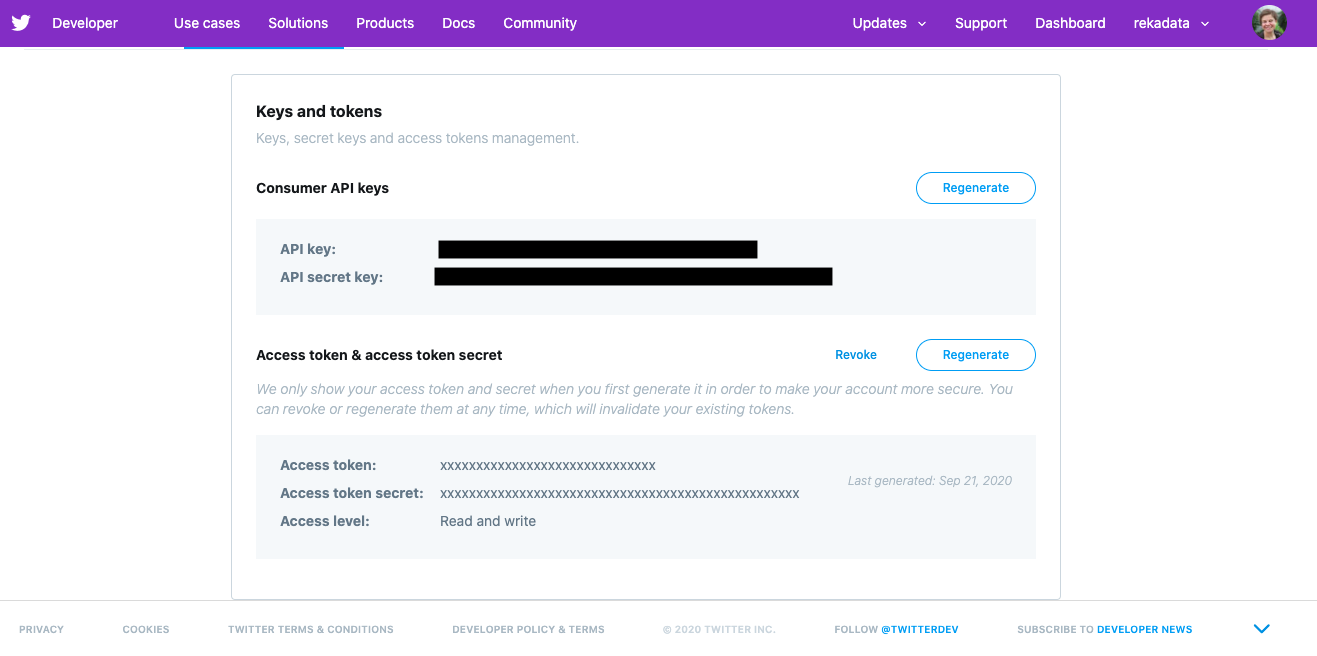 Developer Use cases Solutions Products Docs Community Updates Support Dashboard rekadata
Keys and tokens
Keys, secret keys and access tokens management.
Consumer API keys Regenerate
API key:
API secret key:
Access token & access token secret Revoke Regenerate
We only show your access token and secret when you first generate it in order to make your account more secure. You
can revoke or regenerate them at any time, which will invalidate your existing tokens.
Access token: xxxxxxxxxxxxxxxxxxxxxxxxxxxxxx
Last generated: Sep 21, 2020
Access token secret: xxxxxxxxxxxxxxxxxxxxxxxxxxxxxxxxxxxxxxxxxxxxxxxxxx
Access level: Read and write
PRIVACY COOKIES TWITTER TERMS & CONDITIONS DEVELOPER POLICY & TERMS © 2020 TWITTER INC. FOLLOW @TWITTERDEV SUBSCRIBE TO DEVELOPER NEWS